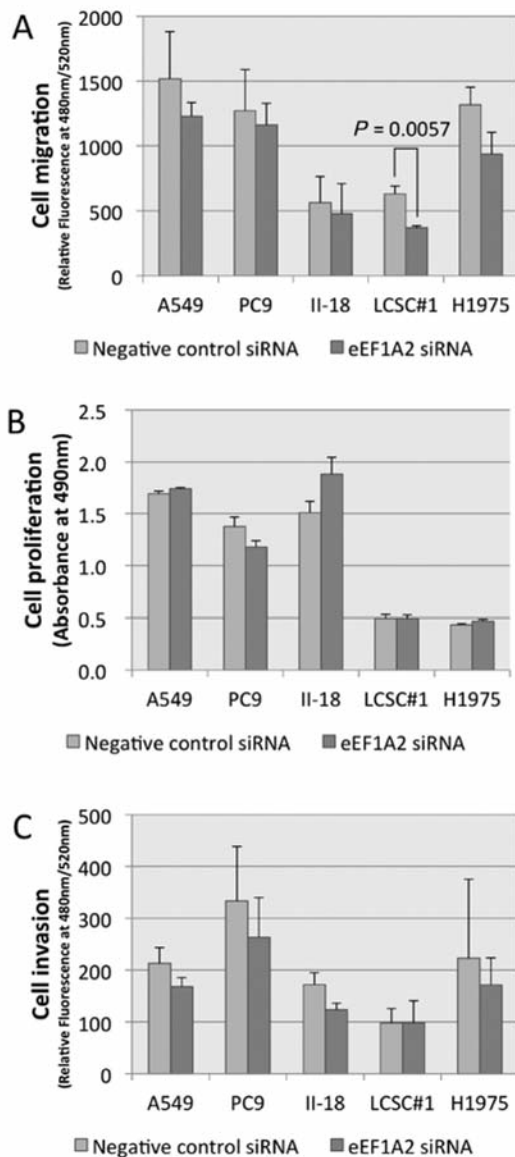 A
Cell migration
(Relative Fluorescence at 480nm/520nm)
2000
1500
1000
500
0
P = 0.0057
A549 PC9 II-18 LCSC#1 H1975
Negative control siRNA eEF1A2 siRNA
B
Cell proliferation
(Absorbance at 490nm)
2.5
2.0
1.5
1.0
0.5
0.0
A549 PC9 II-18 LCSC#1 H1975
Negative control siRNA eEF1A2 siRNA
C
Cell invasion
(Relative Fluorescence at 480nm/520nm)
500
400
300
200
100
0
A549 PC9 II-18 LCSC#1 H1975
Negative control siRNA eEF1A2 siRNA